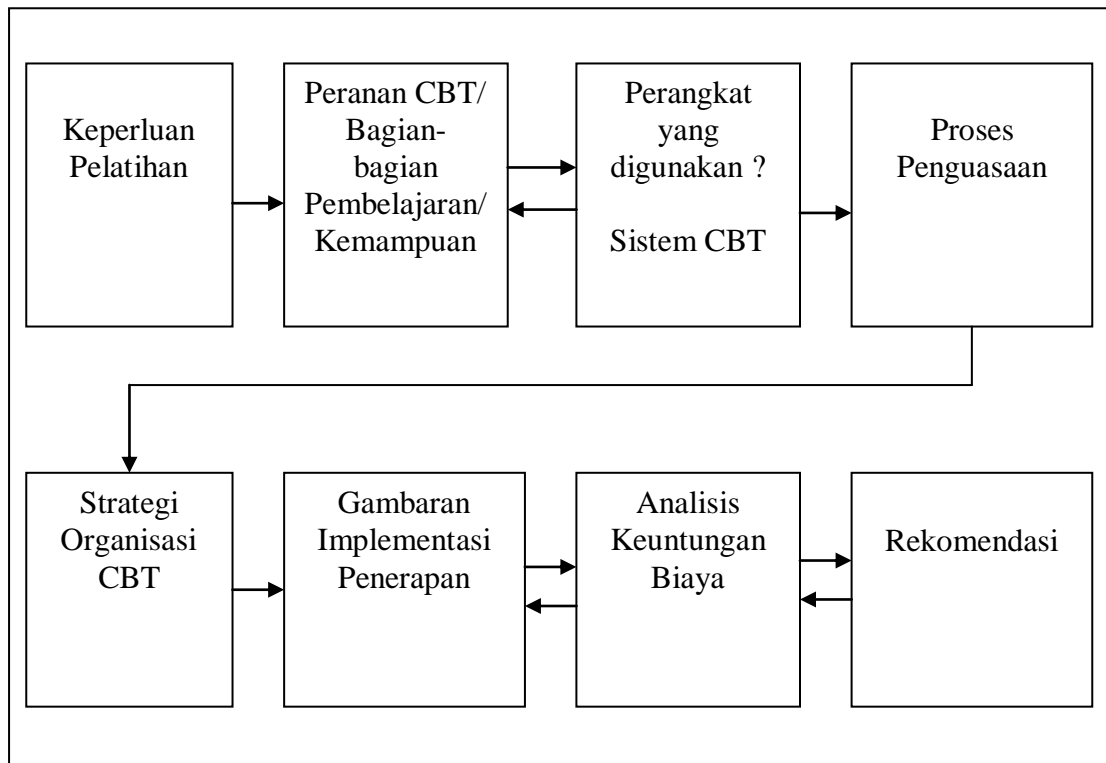 Keperluan
Pelatihan
Peranan CBT/
Bagian-
bagian
Pembelajaran/
Kemampuan
Perangkat
yang
digunakan ?
Sistem CBT
Proses
Penguasaan
Strategi
Organisasi
CBT
Gambaran
Implementasi
Penerapan
Analisis
Keuntungan
Biaya
Rekomendasi